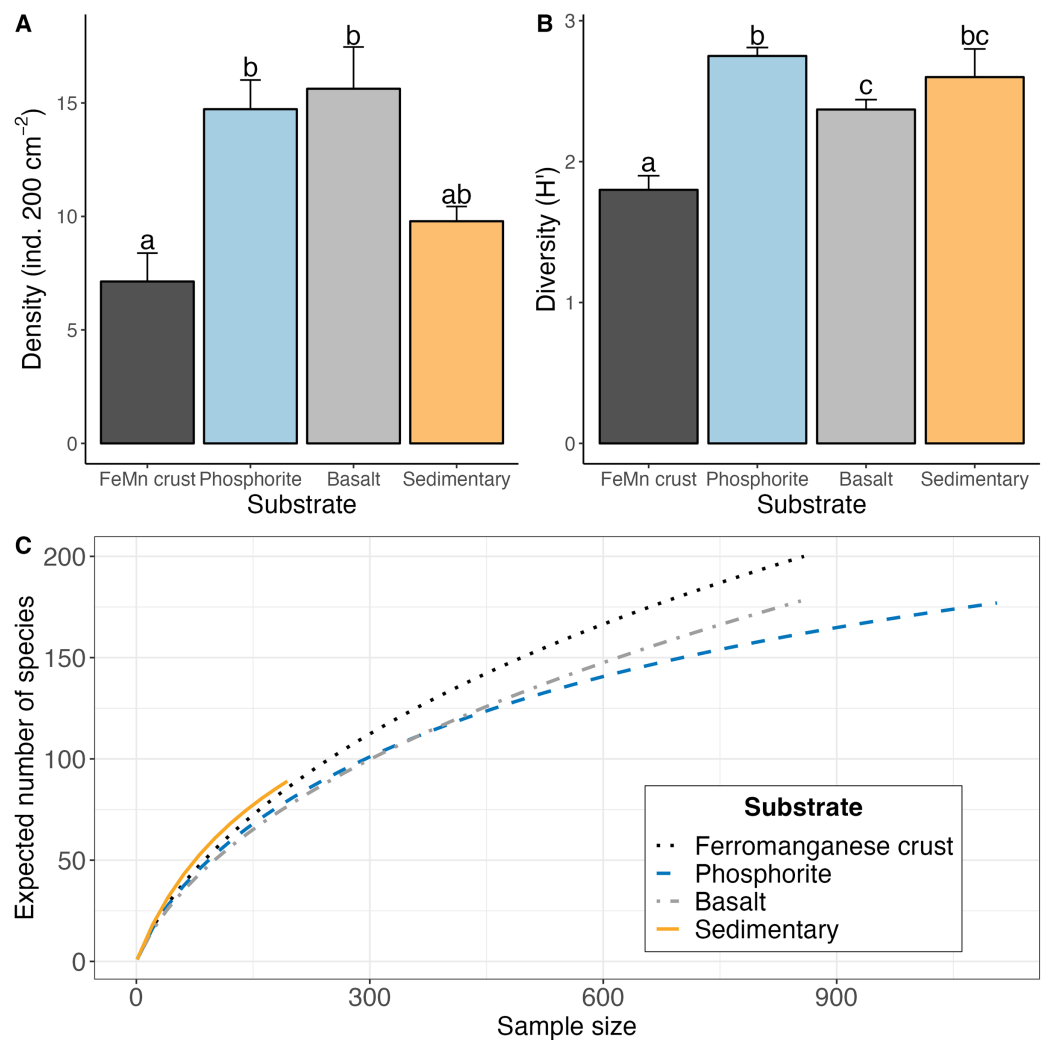 A
Density (ind. 200 cm⁻²)
15
10
5
0
a
b
b
ab
FeMn crust Phosphorite Basalt Sedimentary
Substrate
B
Diversity (H')
3
2
1
0
a
b
c
bc
FeMn crust Phosphorite Basalt Sedimentary
Substrate
C
Expected number of species
200
150
100
50
0
0 300 600 900
Sample size
Substrate
Ferromanganese crust
Phosphorite
Basalt
Sedimentary